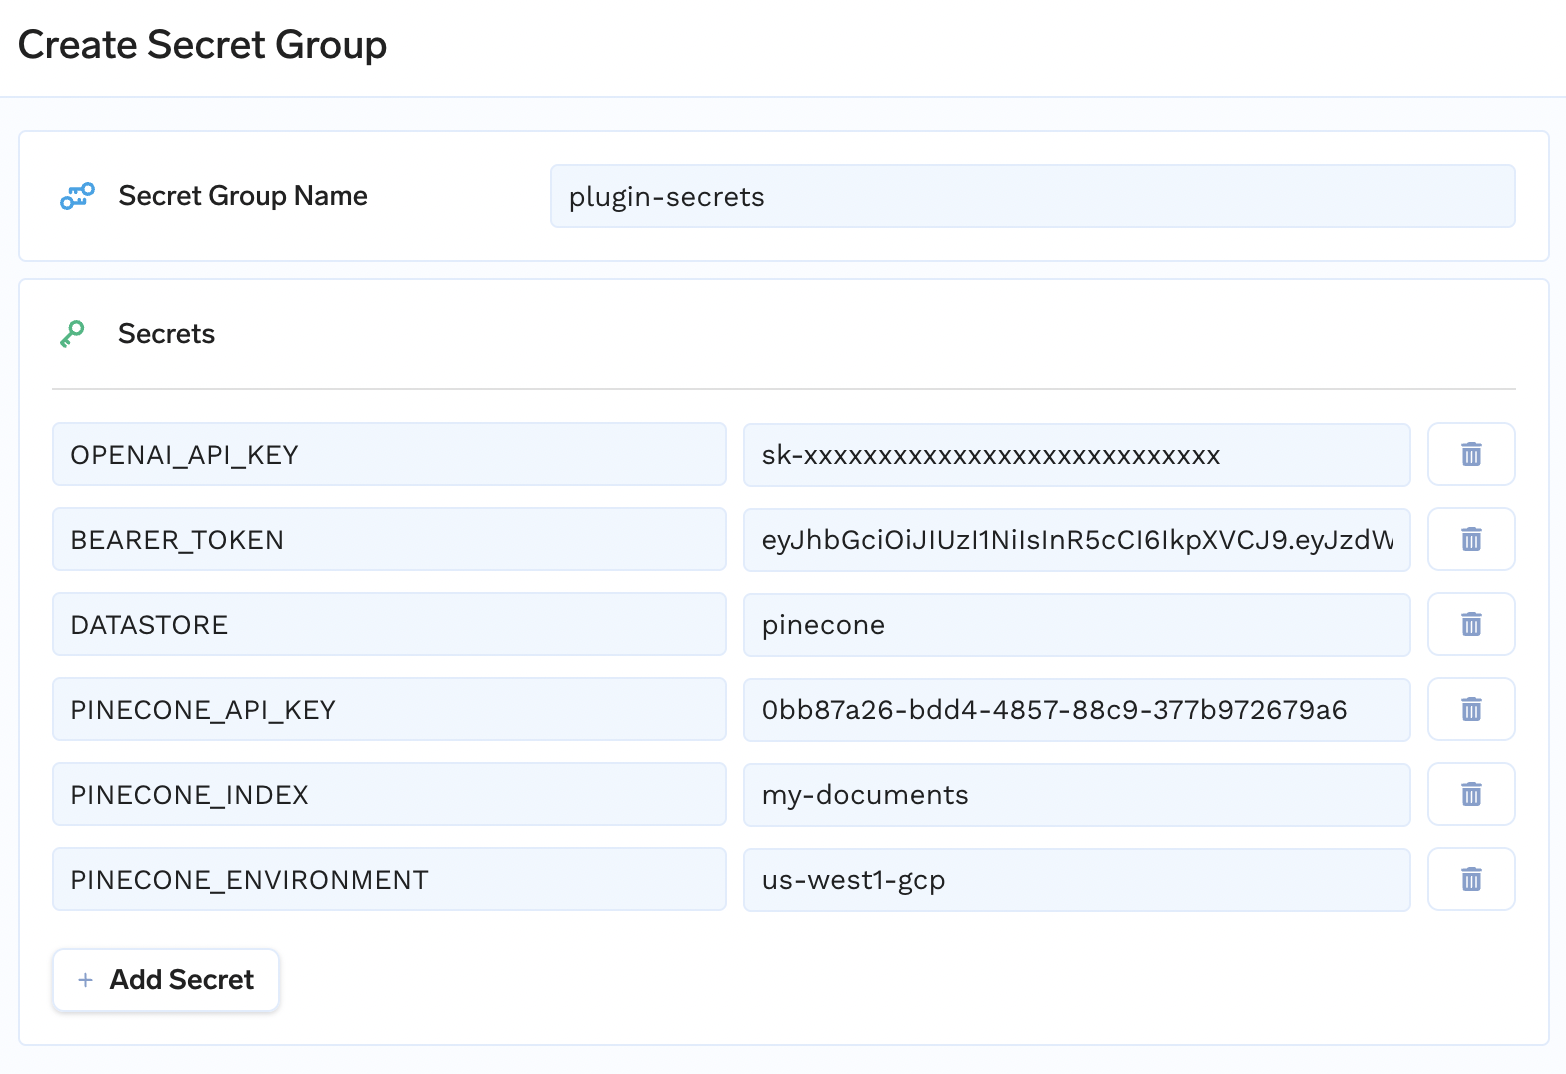 Create Secret Group
Secret Group Name
plugin-secrets
Secrets
OPENAI_API_KEY
sk-xxxxxxxxxxxxxxxxxxxxxxxxxxxx
BEARER_TOKEN
eyJhbGciOiJIUzI1NiIsInR5cCI6IkpXVCJ9.eyJzdW
DATASTORE
pinecone
PINECONE_API_KEY
0bb87a26-bdd4-4857-88c9-377b972679a6
PINECONE_INDEX
my-documents
PINECONE_ENVIRONMENT
us-west1-gcp
+ Add Secret